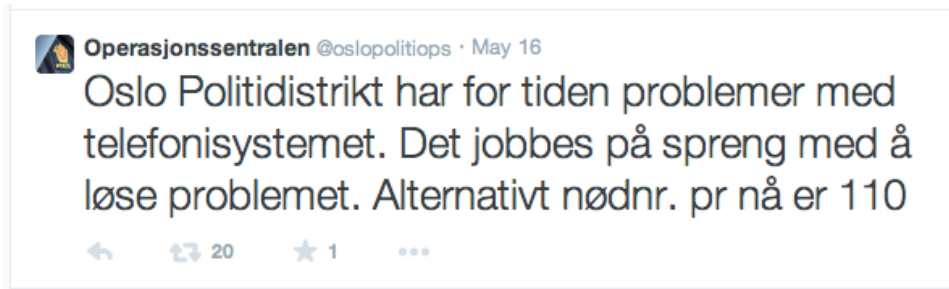 Operasjonssentralen @oslopolitiops · May 16
Oslo Politidistrikt har for tiden problemer med
telefonisystemet. Det jobbes på spreng med å
løse problemet. Alternativt nødnr. pr nå er 110
20 1